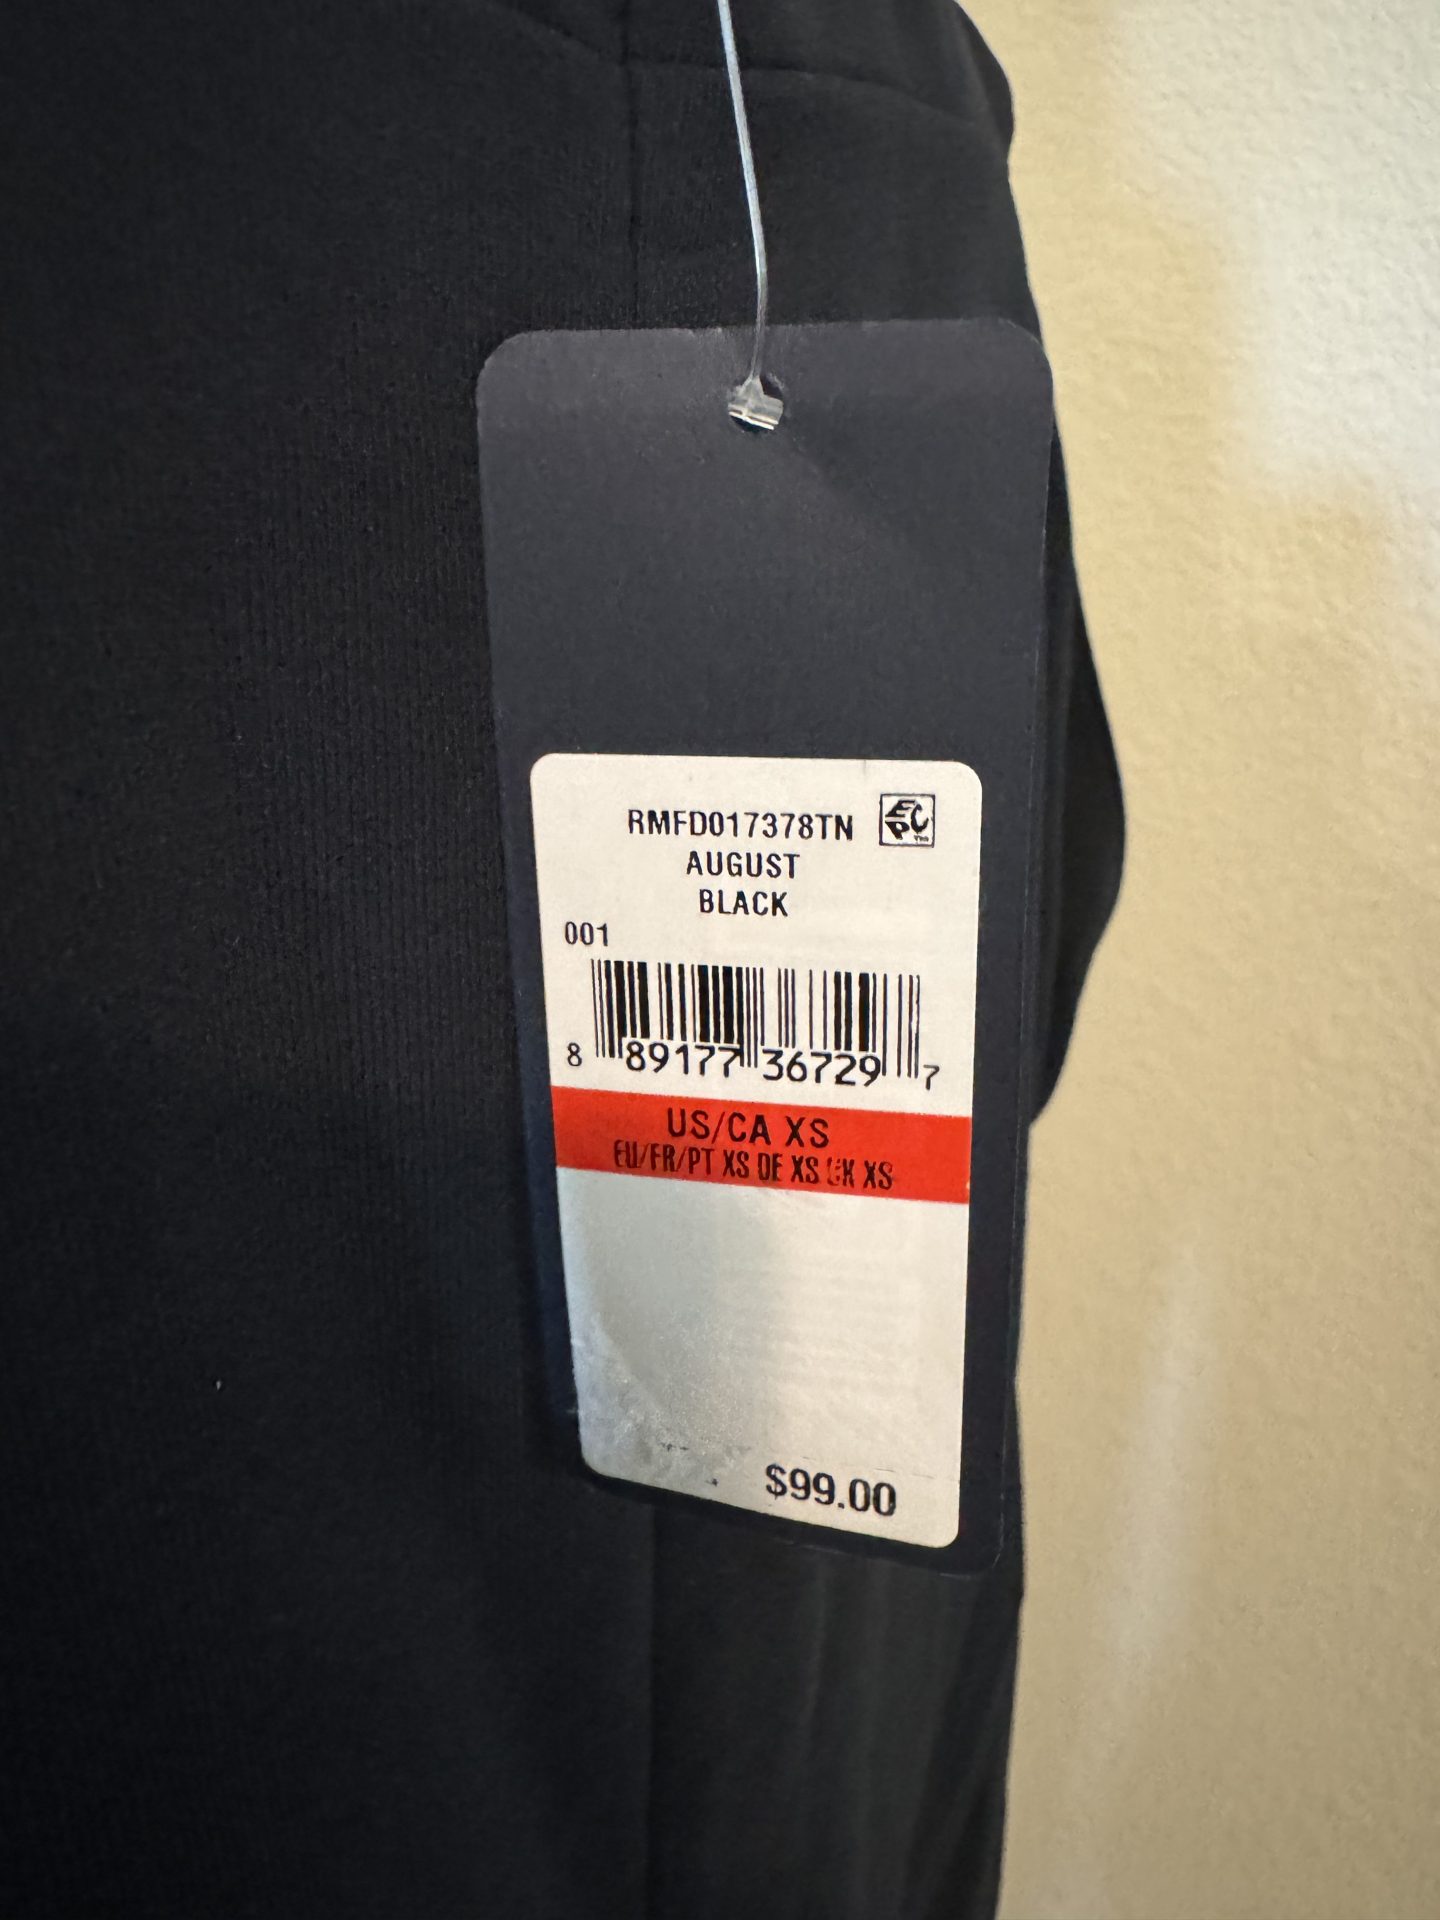 RMFD017378TN EPC
AUGUST
BLACK
001
8 89177 36729 7
US/CA XS
EU/FR/PT XS DE XS UK XS
$99.00